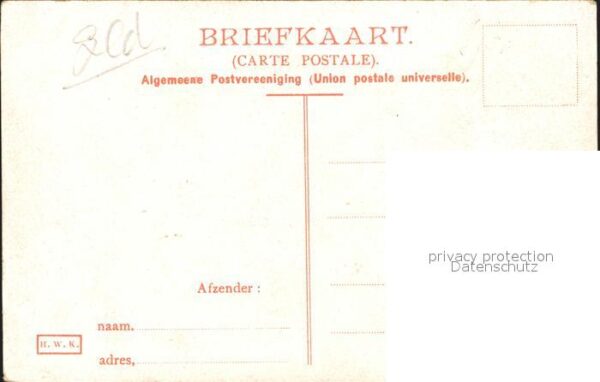 BRIEFKAART.
(CARTE POSTALE).
Algemeene Postvereeniging (Union postale universelle).
privacy protection
Datenschutz
Afzender :
naam.
H. W. K.
adres,